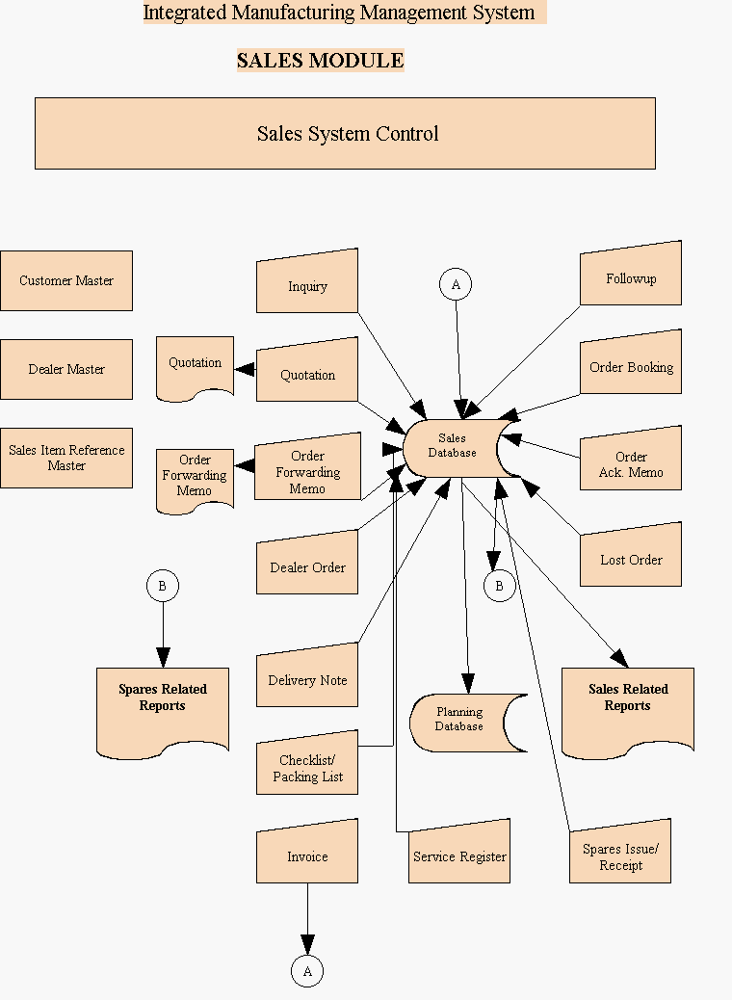 Integrated Manufacturing Management System
SALES MODULE
Sales System Control
Customer Master
Inquiry
A
Followup
Dealer Master
Quotation
Quotation
Order Booking
Sales Item Reference
Master
Order
Forwarding
Memo
Order
Forwarding
Memo
Sales
Database
Order
Ack. Memo
Dealer Order
Lost Order
B
B
Spares Related
Reports
Delivery Note
Planning
Database
Sales Related
Reports
Checklist/
Packing List
Invoice
Service Register
Spares Issue/
Receipt
A